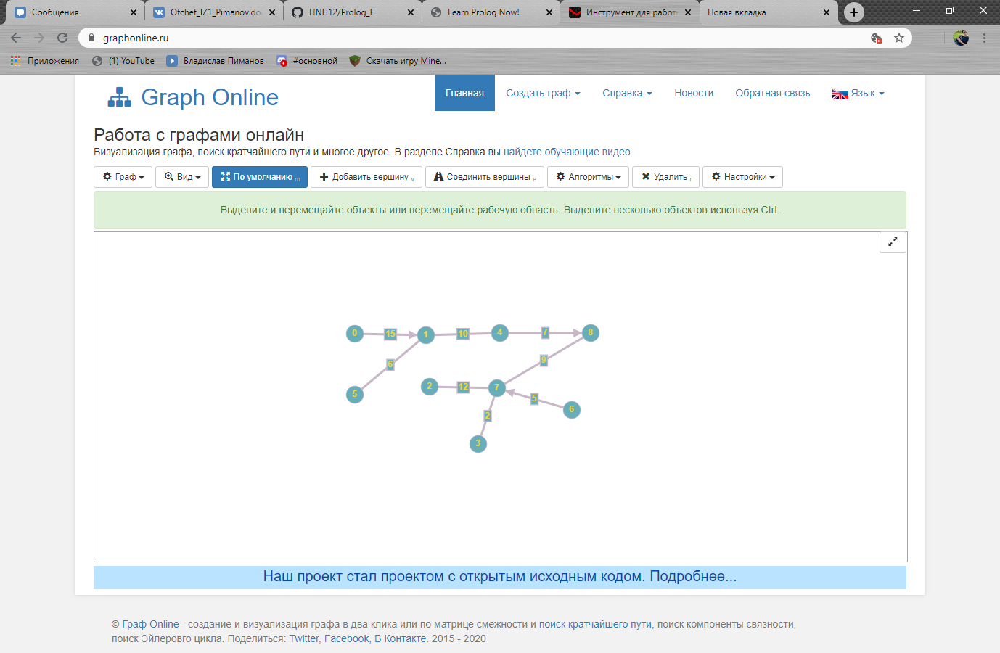 Сообщения
Otchet_IZ1_Pimanov.do
HNH12/Prolog_F
Learn Prolog Now!
Инструмент для работ
Новая вкладка
graphonline.ru
Приложения
(1) YouTube
Владислав Пиманов
#основной
Скачать игру Mine...
Graph Online
Главная
Создать граф
Справка
Новости
Обратная связь
Язык
Работа с графами онлайн
Визуализация графа, поиск кратчайшего пути и многое другое. В разделе Справка вы найдете обучающие видео.
Граф
Вид
По умолчанию m
Добавить вершину v
Соединить вершины e
Алгоритмы
Удалить r
Настройки
Выделите и перемещайте объекты или перемещайте рабочую область. Выделите несколько объектов используя Ctrl.
0 15 1 10 4 7 8
6 9
5 2 12 7 5 6
2
3
Наш проект стал проектом с открытым исходным кодом. Подробнее...
© Граф Online - создание и визуализация графа в два клика или по матрице смежности и поиск кратчайшего пути, поиск компоненты связности,
поиск Эйлерового цикла. Поделиться: Twitter, Facebook, В Контакте. 2015 - 2020